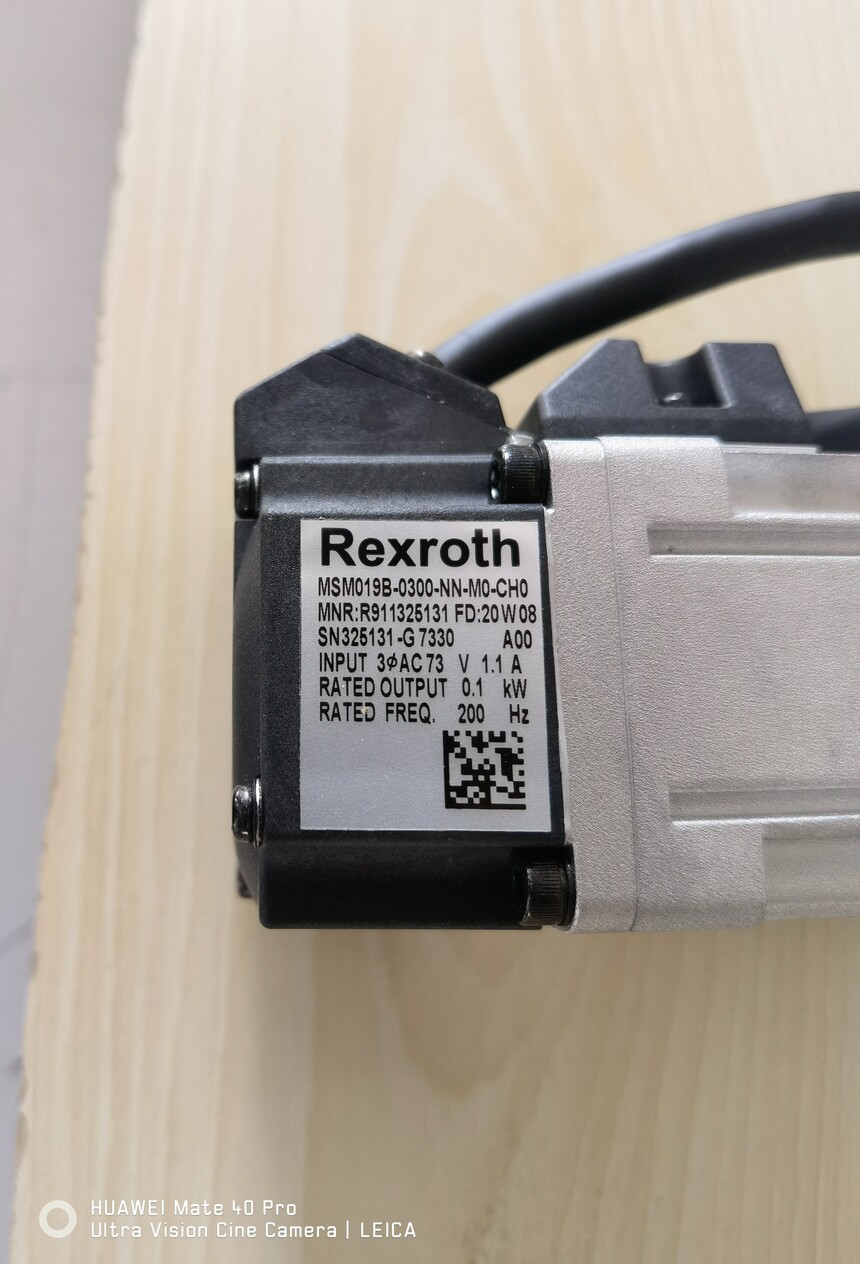 Rexroth
MSM019B-0300-NN-M0-CH0
MNR:R911325131 FD:20W08
SN325131-G7330 A00
INPUT 3ϕAC73 V 1.1 A
RATED OUTPUT 0.1 kW
RATED FREQ. 200 Hz
HUAWEI Mate 40 Pro
Ultra Vision Cine Camera | LEICA